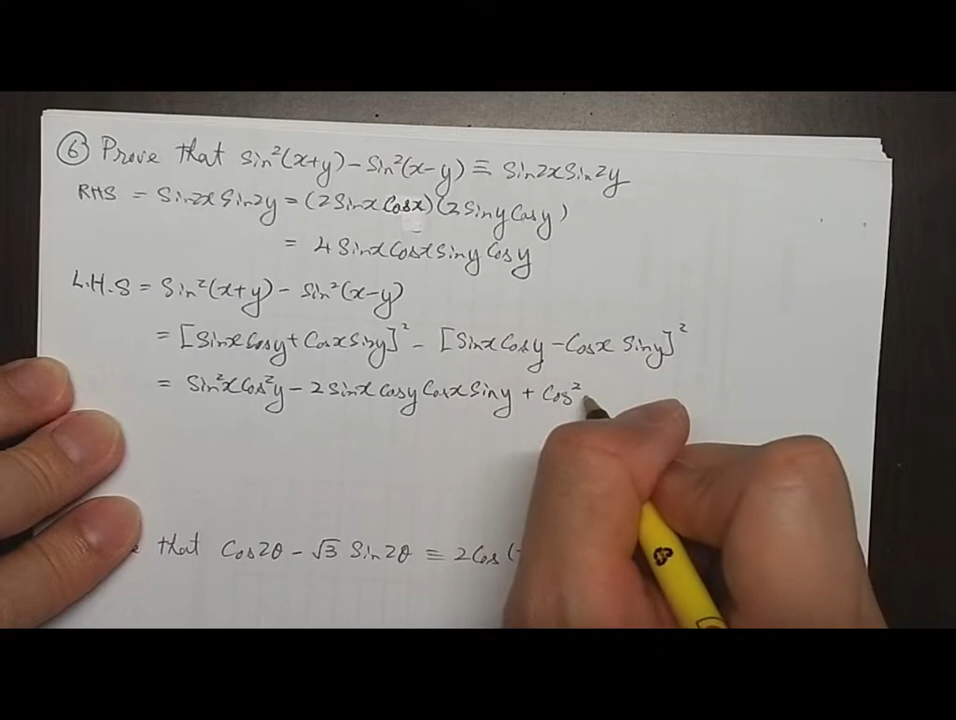 ⑥ Prove that sin²(x+y) - sin²(x-y) ≡ sin2x sin2y
RHS = sin2x sin2y = (2sinx cosx)(2siny cosy)
= 4 sinx cosx siny cosy
L.H.S = sin²(x+y) - sin²(x-y)
= [sinx cosy + cosx siny]² - [sinx cosy - cosx siny]²
= sin²x cos²y - 2 sinx cosy cosx siny + cos²
that cos2θ - √3 sin2θ ≡ 2cos(